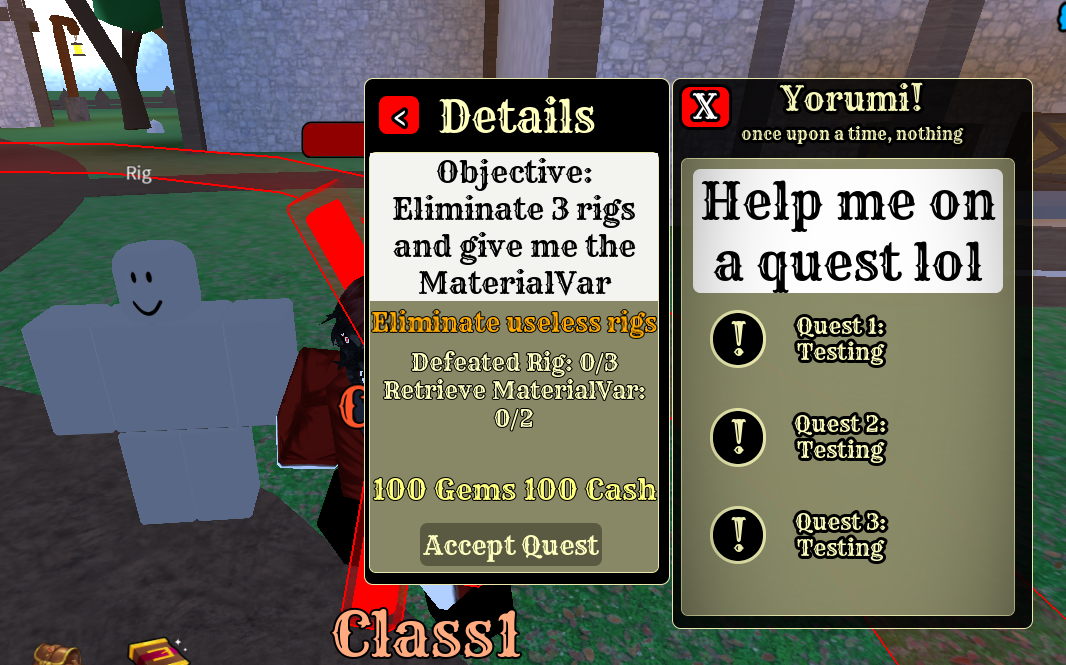 Rig
<
Details
Objective:
Eliminate 3 rigs
and give me the
MaterialVar
Eliminate useless rigs
Defeated Rig: 0/3
Retrieve MaterialVar:
0/2
100 Gems 100 Cash
Accept Quest
X
Yorumi!
once upon a time, nothing
Help me on
a quest lol
! Quest 1:
Testing
! Quest 2:
Testing
! Quest 3:
Testing
Class1